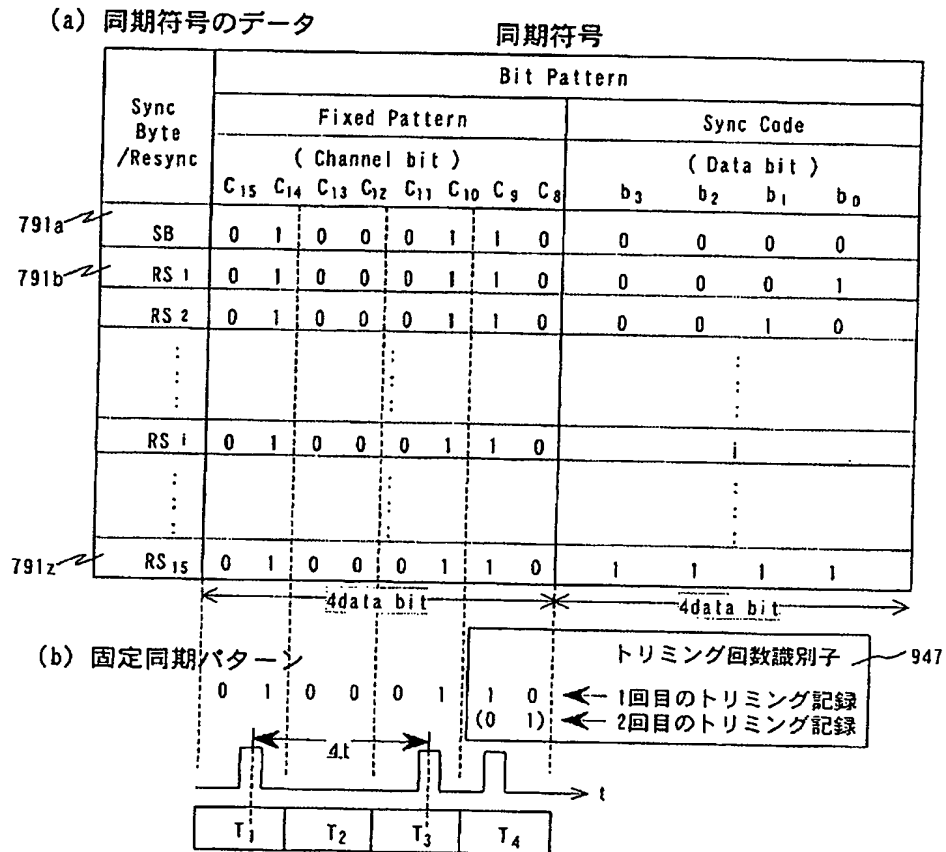 (a) 同期符号のデータ
同期符号
Sync Byte /Resync
Bit Pattern
Fixed Pattern
Sync Code
( Channel bit )
( Data bit )
C15 C14 C13 C12 C11 C10 C9 C8 b3 b2 b1 b0
791a
SB 0 1 0 0 0 1 1 0 0 0 0 0
791b
RS 1 0 1 0 0 0 1 1 0 0 0 0 1
RS 2 0 1 0 0 0 1 1 0 0 0 1 0
RS i 0 1 0 0 0 1 1 0 i
791z
RS 15 0 1 0 0 0 1 1 0 1 1 1 1
4data bit
4data bit
(b) 固定同期パターン
トリミング回数識別子
947
0 1 0 0 0 1 1 0 1回目のトリミング記録
(0 1) 2回目のトリミング記録
4t
t
T1 T2 T3 T4